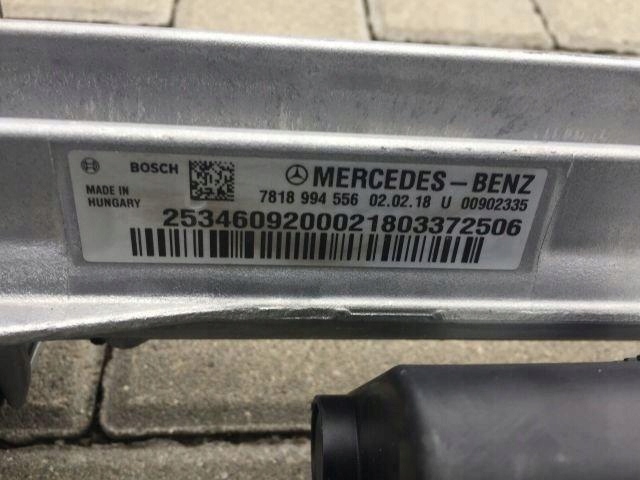 BOSCH
MERCEDES-BENZ
MADE IN
HUNGARY
7818 994 556 02.02.18 U 00902335
2534609200021803372506